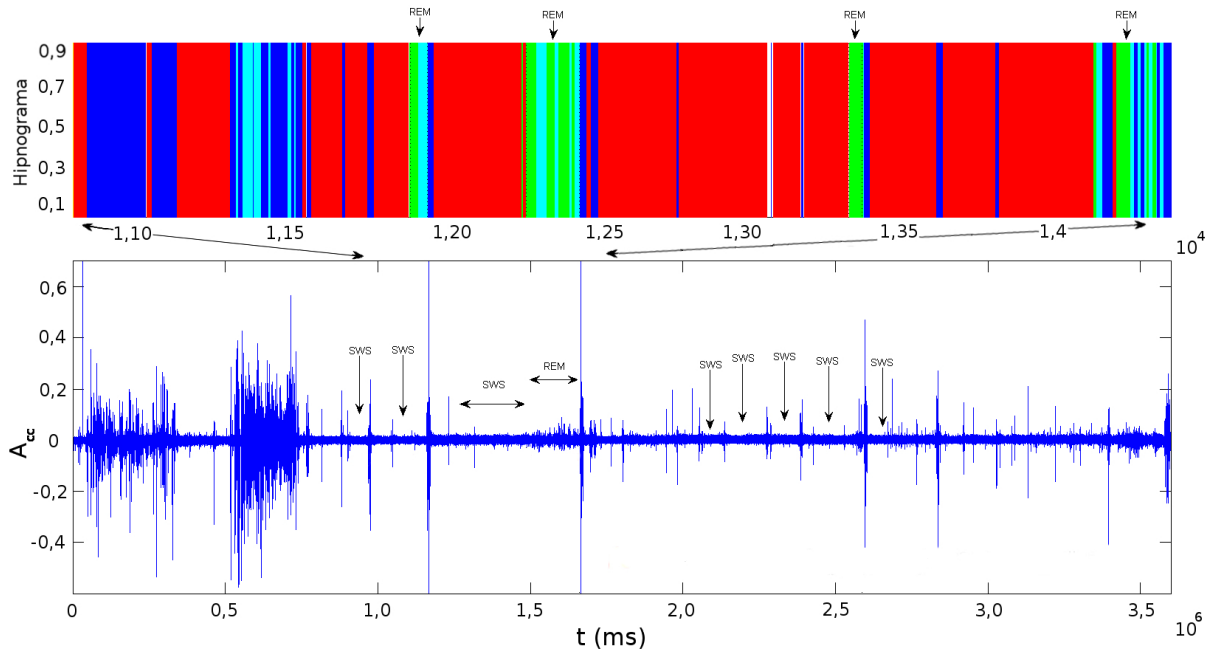 REM REM REM REM
Hipnograma
0,9
0,7
0,5
0,3
0,1
1,10 1,15 1,20 1,25 1,30 1,35 1,4 10⁴
A_cc
0,6
0,4
0,2
0
-0,2
-0,4
SWS SWS SWS REM SWS SWS SWS SWS SWS
0 0,5 1,0 1,5 2,0 2,5 3,0 3,5 10⁶
t (ms)